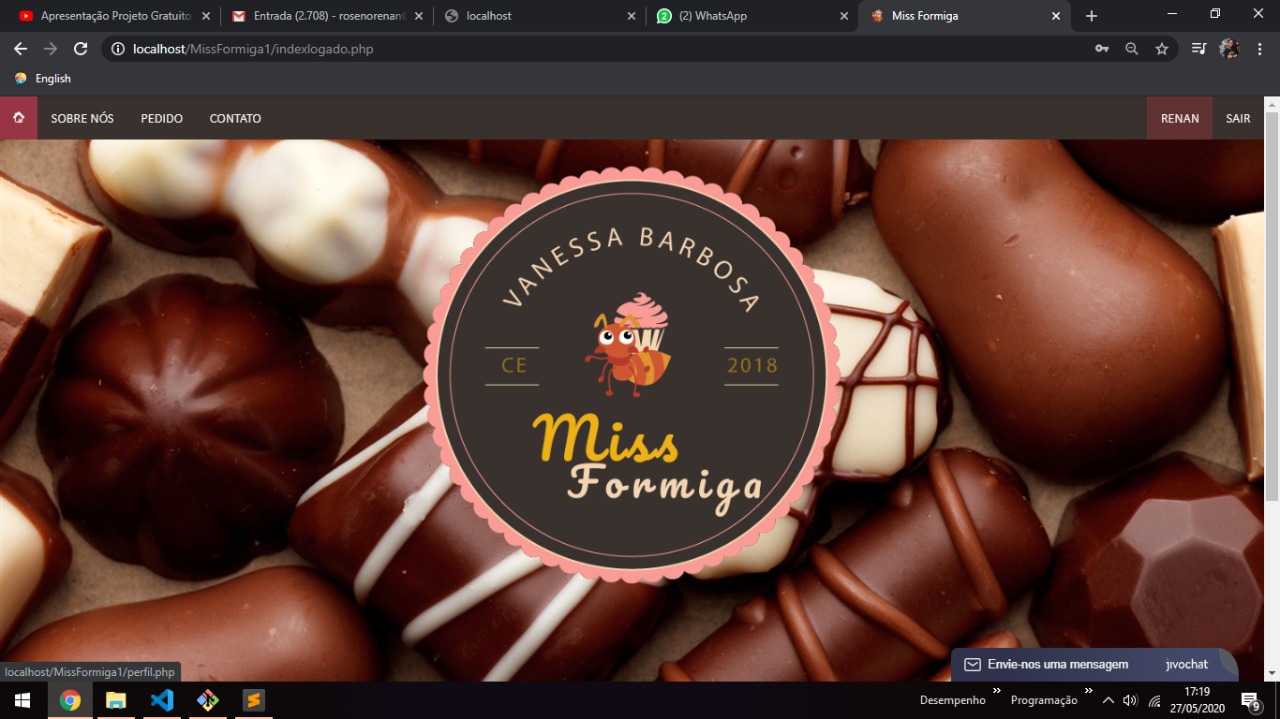 Apresentação Projeto Gratuito
Entrada (2.708) - rosenorenan
localhost
(2) WhatsApp
Miss Formiga
localhost/MissFormiga1/indexlogado.php
English
SOBRE NÓS
PEDIDO
CONTATO
RENAN
SAIR
VANESSA BARBOSA
CE
2018
Miss
Formiga
localhost/MissFormiga1/perfil.php
Envie-nos uma mensagem
jivochat
Desempenho
Programação
17:19
27/05/2020
9